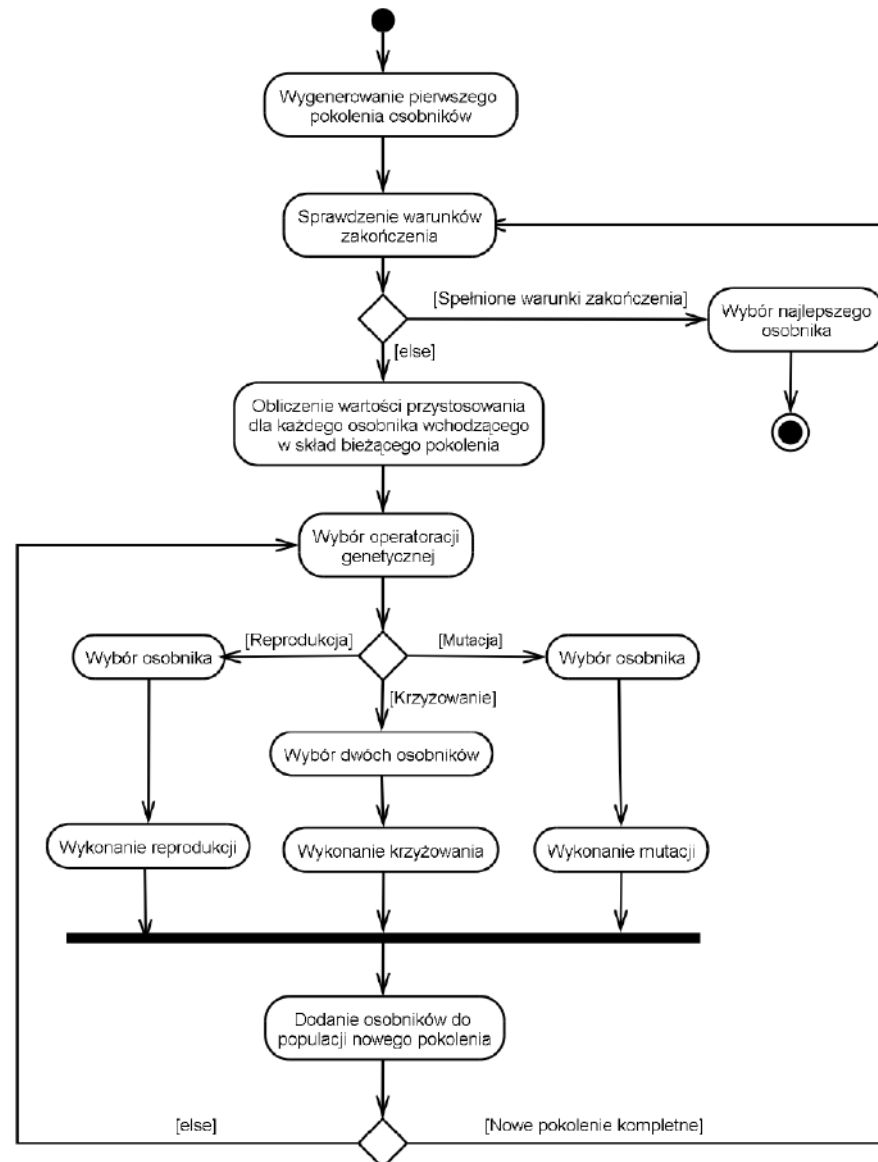 Wygenerowanie pierwszego
pokolenia osobników
Sprawdzenie warunków
zakończenia
[Spełnione warunki zakończenia]
Wybór najlepszego
osobnika
[else]
Obliczenie wartości przystosowania
dla każdego osobnika wchodzącego
w skład bieżącego pokolenia
Wybór operatoracji
genetycznej
[Reprodukcja]
[Mutacja]
Wybór osobnika
Wybór osobnika
[Krzyżowanie]
Wybór dwóch osobników
Wykonanie reprodukcji
Wykonanie krzyżowania
Wykonanie mutacji
Dodanie osobników do
populacji nowego pokolenia
[else]
[Nowe pokolenie kompletne]